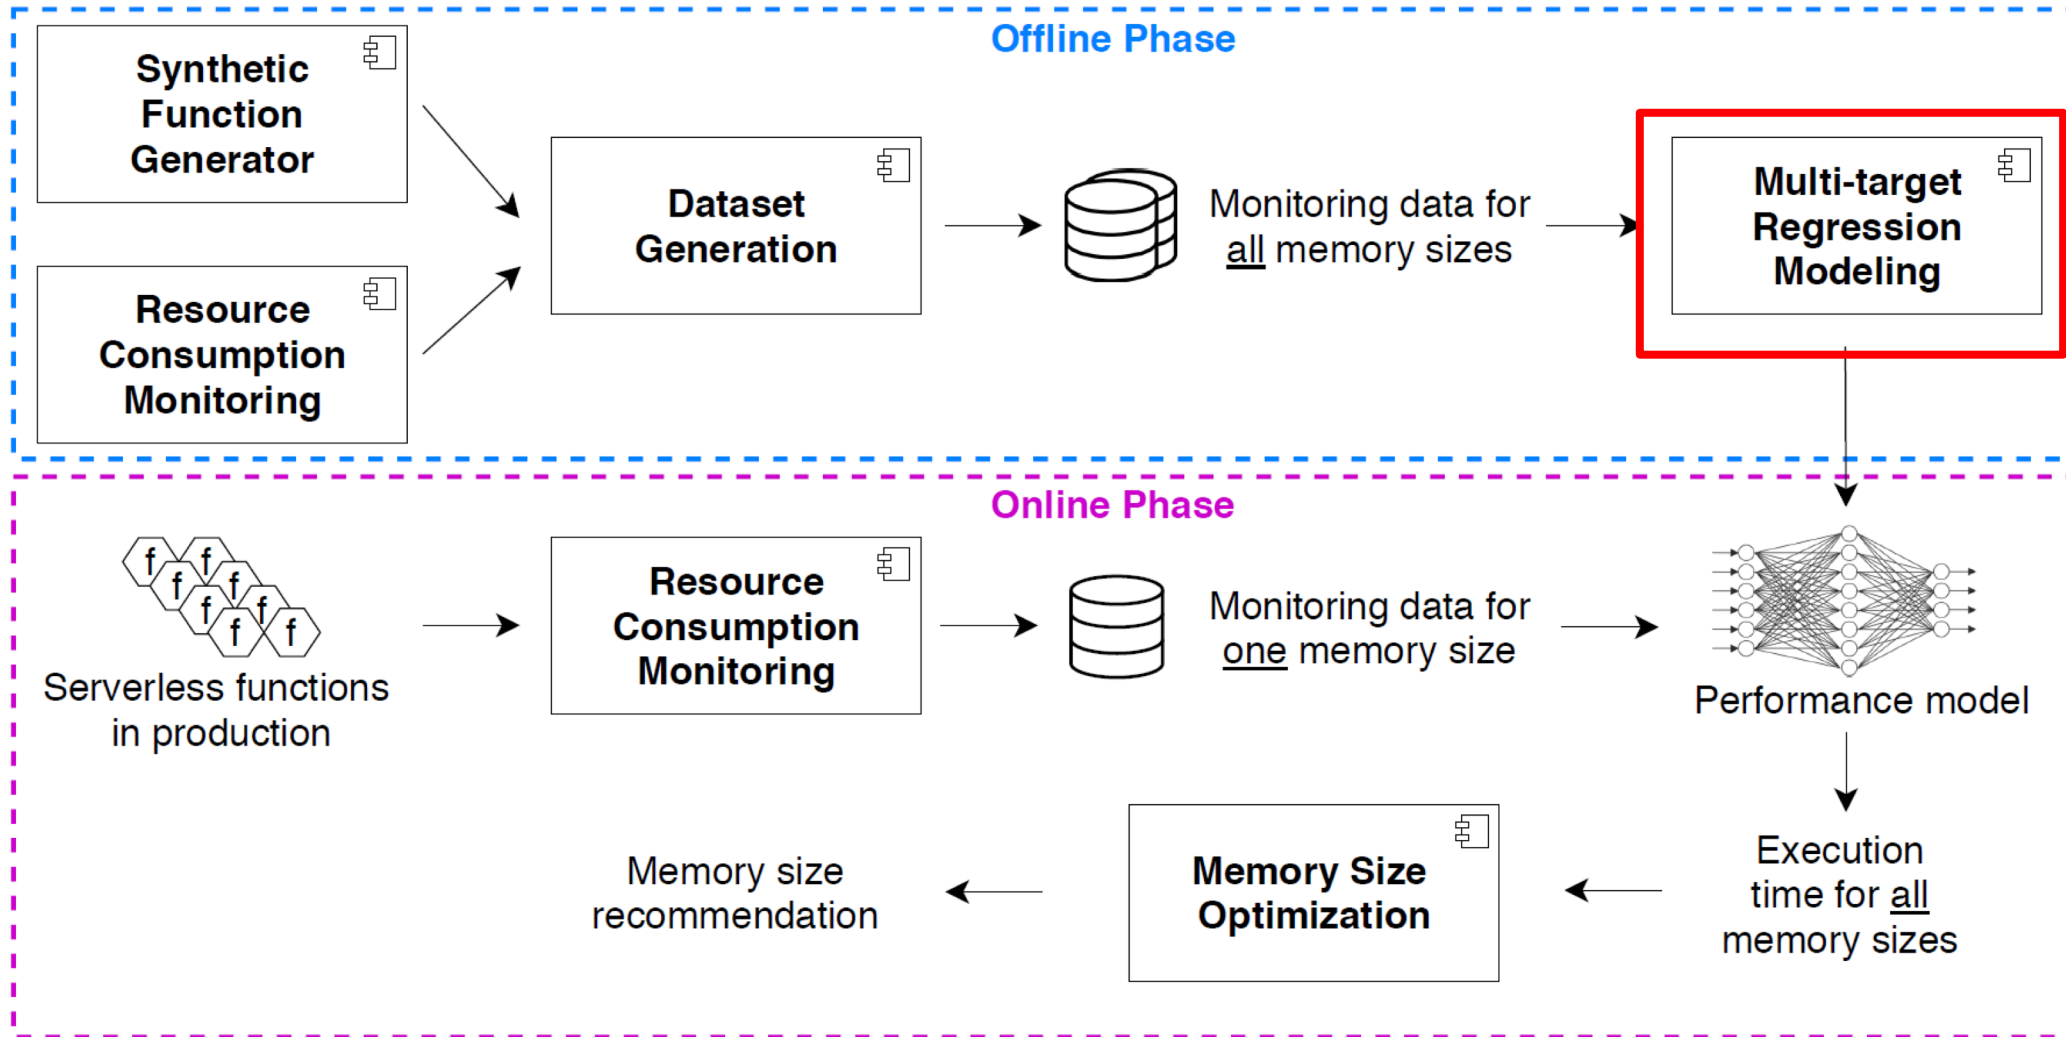 Offline Phase
Synthetic
Function
Generator
Resource
Consumption
Monitoring
Dataset
Generation
Monitoring data for
all memory sizes
Multi-target
Regression
Modeling
Online Phase
f f
f f
f f
f f
Serverless functions
in production
Resource
Consumption
Monitoring
Monitoring data for
one memory size
Performance model
Execution
time for all
memory sizes
Memory Size
Optimization
Memory size
recommendation